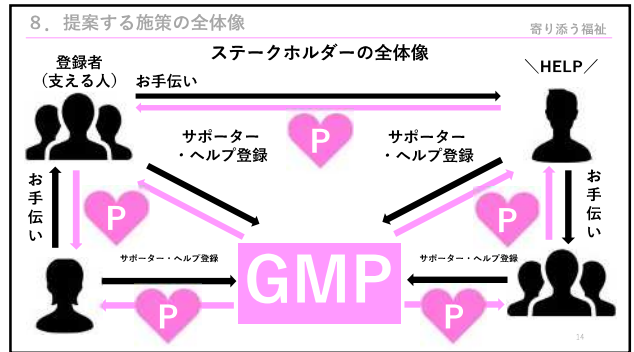 8. 提案する施策の全体像
寄り添う福祉
ステークホルダーの全体像
登録者
(支える人)
お手伝い
＼HELP／
P
サポーター
・ヘルプ登録
サポーター
・ヘルプ登録
お手伝い
P
P
お手伝い
サポーター・ヘルプ登録
GMP
サポーター・ヘルプ登録
P
P
14